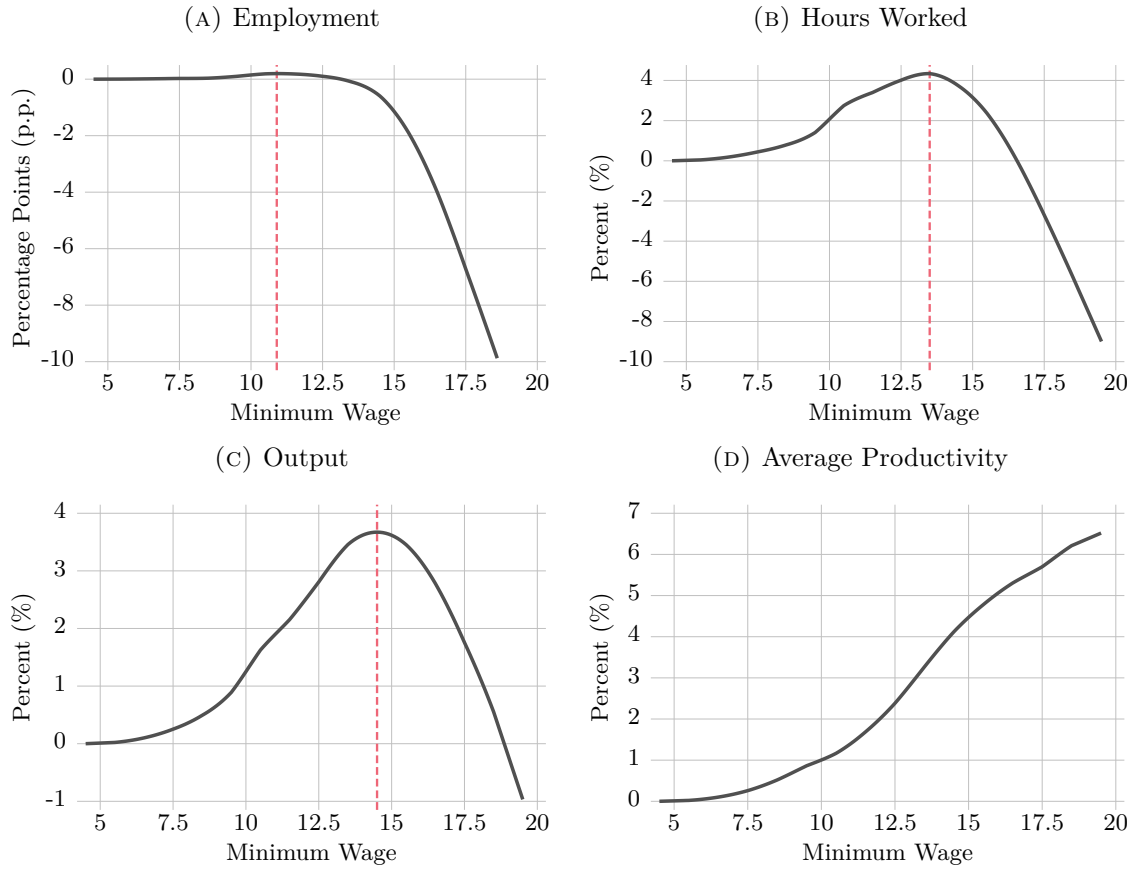 (A) Employment
Percentage Points (p.p.)
0
-2
-4
-6
-8
-10
5 7.5 10 12.5 15 17.5 20
Minimum Wage
(B) Hours Worked
Percent (%)
4
2
0
-2
-4
-6
-8
-10
5 7.5 10 12.5 15 17.5 20
Minimum Wage
(C) Output
Percent (%)
4
3
2
1
0
-1
5 7.5 10 12.5 15 17.5 20
Minimum Wage
(D) Average Productivity
Percent (%)
7
6
5
4
3
2
1
0
5 7.5 10 12.5 15 17.5 20
Minimum Wage